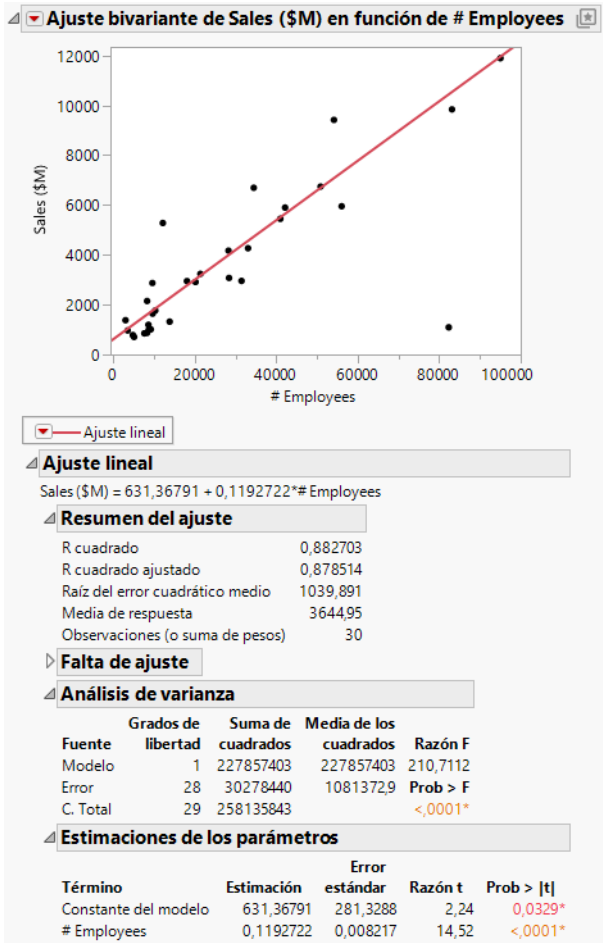 Ajuste bivariante de Sales ($M) en función de # Employees
12000
10000
8000
6000
4000
2000
0
Sales ($M)
0 20000 40000 60000 80000 100000
# Employees
Ajuste lineal
Ajuste lineal
Sales ($M) = 631,36791 + 0,1192722*# Employees
Resumen del ajuste
R cuadrado 0,882703
R cuadrado ajustado 0,878514
Raíz del error cuadrático medio 1039,891
Media de respuesta 3644,95
Observaciones (o suma de pesos) 30
Falta de ajuste
Análisis de varianza
Grados de Suma de Media de los
Fuente libertad cuadrados cuadrados Razón F
Modelo 1 227857403 227857403 210,7112
Error 28 30278440 1081372,9 Prob > F
C. Total 29 258135843 <,0001*
Estimaciones de los parámetros
Error
Término Estimación estándar Razón t Prob > |t|
Constante del modelo 631,36791 281,3288 2,24 0,0329*
# Employees 0,1192722 0,008217 14,52 <,0001*